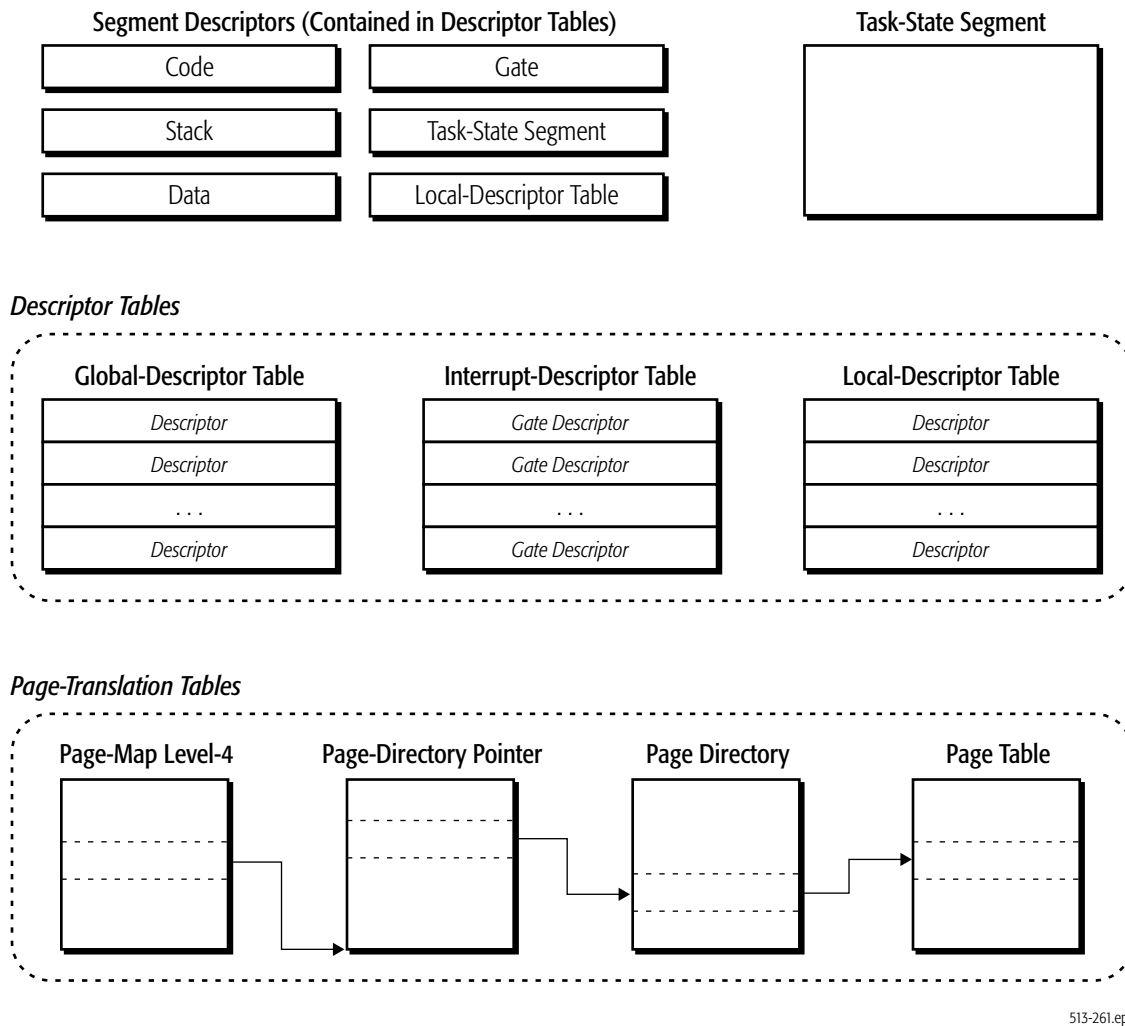 Segment Descriptors (Contained in Descriptor Tables)
Task-State Segment
Code
Gate
Stack
Task-State Segment
Data
Local-Descriptor Table
Descriptor Tables
Global-Descriptor Table
Interrupt-Descriptor Table
Local-Descriptor Table
Descriptor
Gate Descriptor
Descriptor
Descriptor
Gate Descriptor
Descriptor
. . .
. . .
. . .
Descriptor
Gate Descriptor
Descriptor
Page-Translation Tables
Page-Map Level-4
Page-Directory Pointer
Page Directory
Page Table